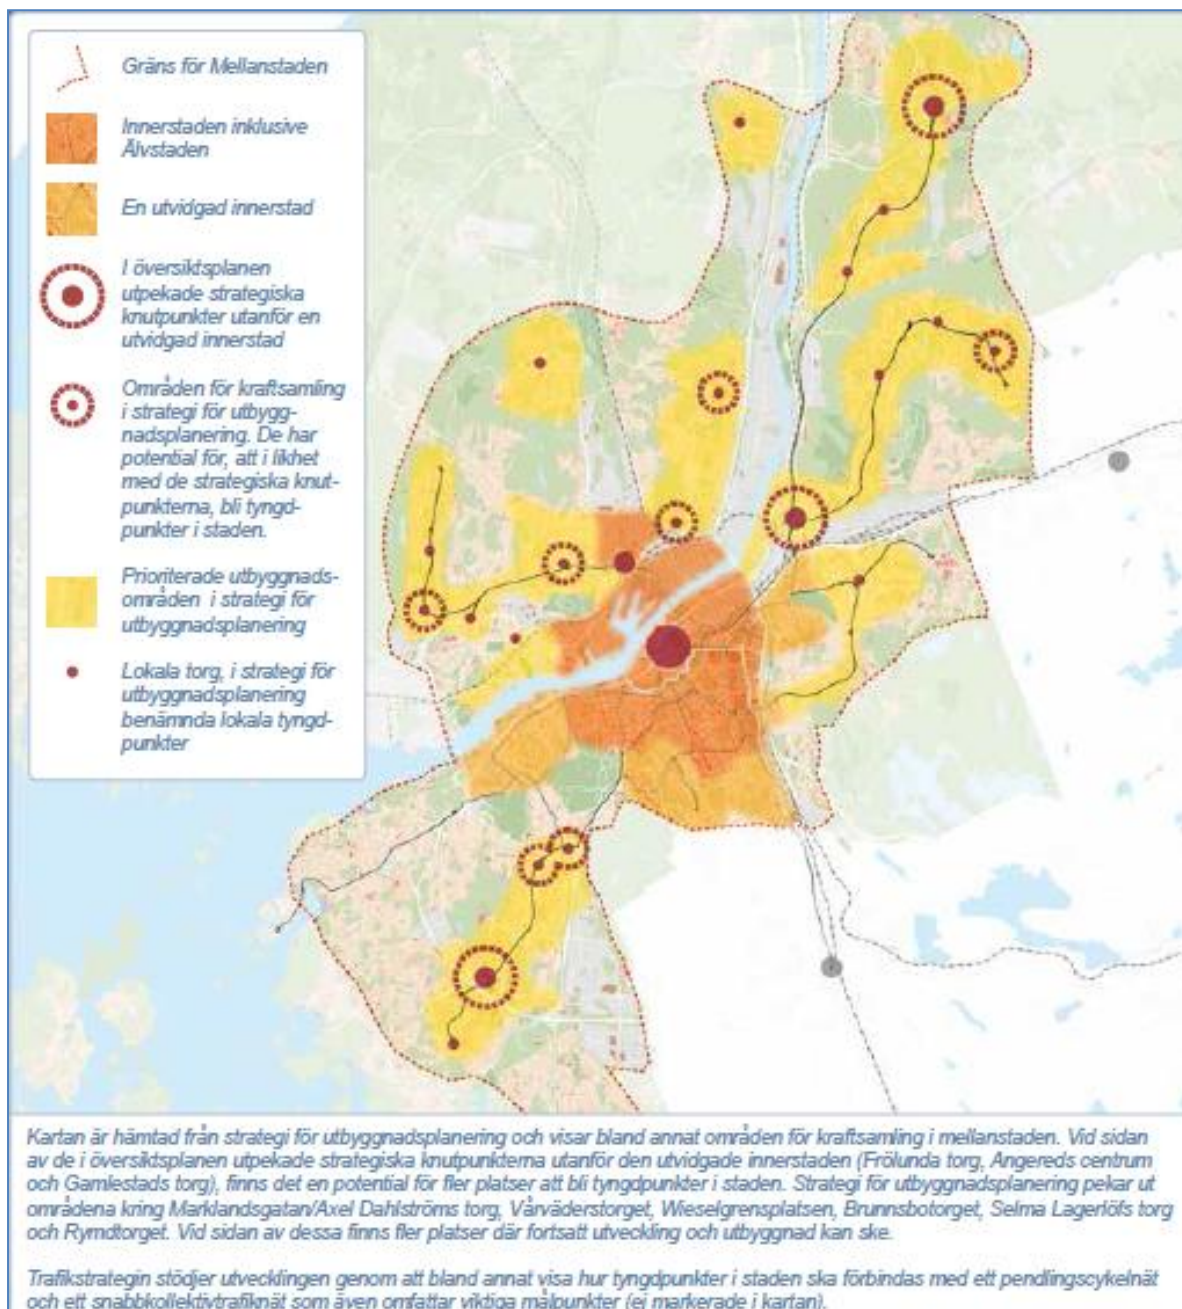 Gräns för Mellanstaden
Innerstaden inklusive
Älvstaden
En utvidgad innerstad
I översiktsplanen
utpekade strategiska
knutpunkter utanför en
utvidgad innerstad
Områden för kraftsamling
i strategi för utbygg-
nadsplanering. De har
potential för, att i likhet
med de strategiska knut-
punkterna, bli tyngd-
punkter i staden.
Prioriterade utbyggnads-
områden i strategi för
utbyggnadsplanering
Lokala torg, i strategi för
utbyggnadsplanering
benämnda lokala tyngd-
punkter
Kartan är hämtad från strategi för utbyggnadsplanering och visar bland annat områden för kraftsamling i mellanstaden. Vid sidan
av de i översiktsplanen utpekade strategiska knutpunkterna utanför den utvidgade innerstaden (Frölunda torg, Angereds centrum
och Gamlestads torg), finns det en potential för fler platser att bli tyngdpunkter i staden. Strategi för utbyggnadsplanering pekar ut
områdena kring Marklandsgatan/Axel Dahlströms torg, Vårväderstorget, Wieselgrensplatsen, Brunnsbotorget, Selma Lagerlöfs torg
och Rymdtorget. Vid sidan av dessa finns fler platser där fortsatt utveckling och utbyggnad kan ske.
Trafikstrategin stödjer utvecklingen genom att bland annat visa hur tyngdpunkter i staden ska förbindas med ett pendlingscykelnät
och ett snabbkollektivtrafiknät som även omfattar viktiga målpunkter (ej markerade i kartan).